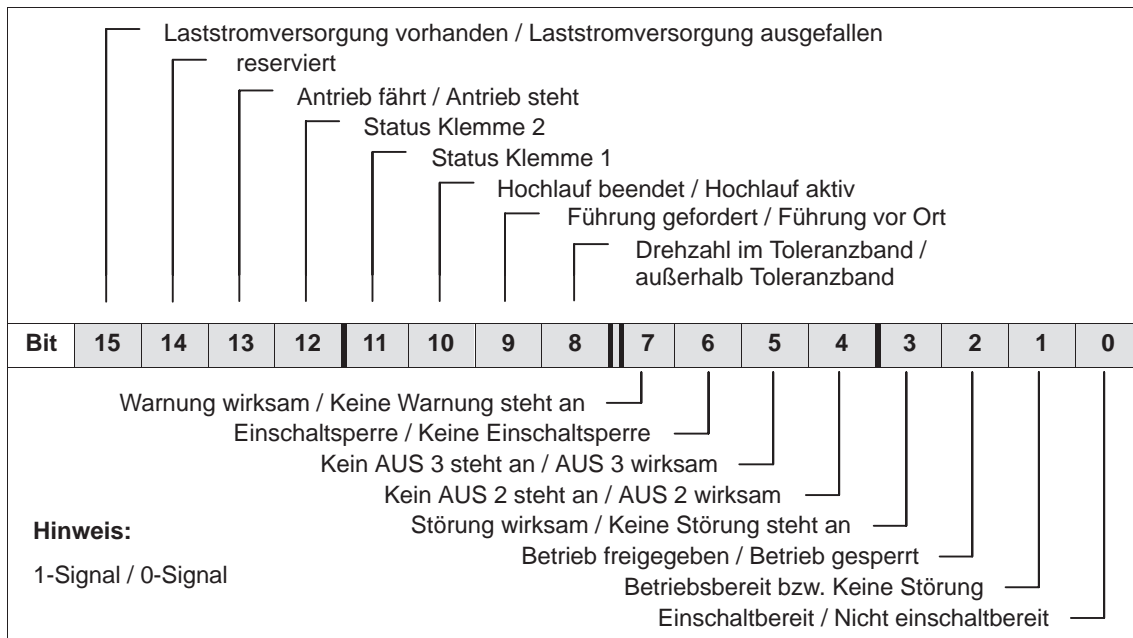 Laststromversorgung vorhanden / Laststromversorgung ausgefallen
reserviert
Antrieb fährt / Antrieb steht
Status Klemme 2
Status Klemme 1
Hochlauf beendet / Hochlauf aktiv
Führung gefordert / Führung vor Ort
Drehzahl im Toleranzband /
außerhalb Toleranzband
Bit 15 14 13 12 11 10 9 8 7 6 5 4 3 2 1 0
Warnung wirksam / Keine Warnung steht an
Einschaltsperre / Keine Einschaltsperre
Kein AUS 3 steht an / AUS 3 wirksam
Kein AUS 2 steht an / AUS 2 wirksam
Störung wirksam / Keine Störung steht an
Betrieb freigegeben / Betrieb gesperrt
Betriebsbereit bzw. Keine Störung
Einschaltbereit / Nicht einschaltbereit
Hinweis:
1-Signal / 0-Signal